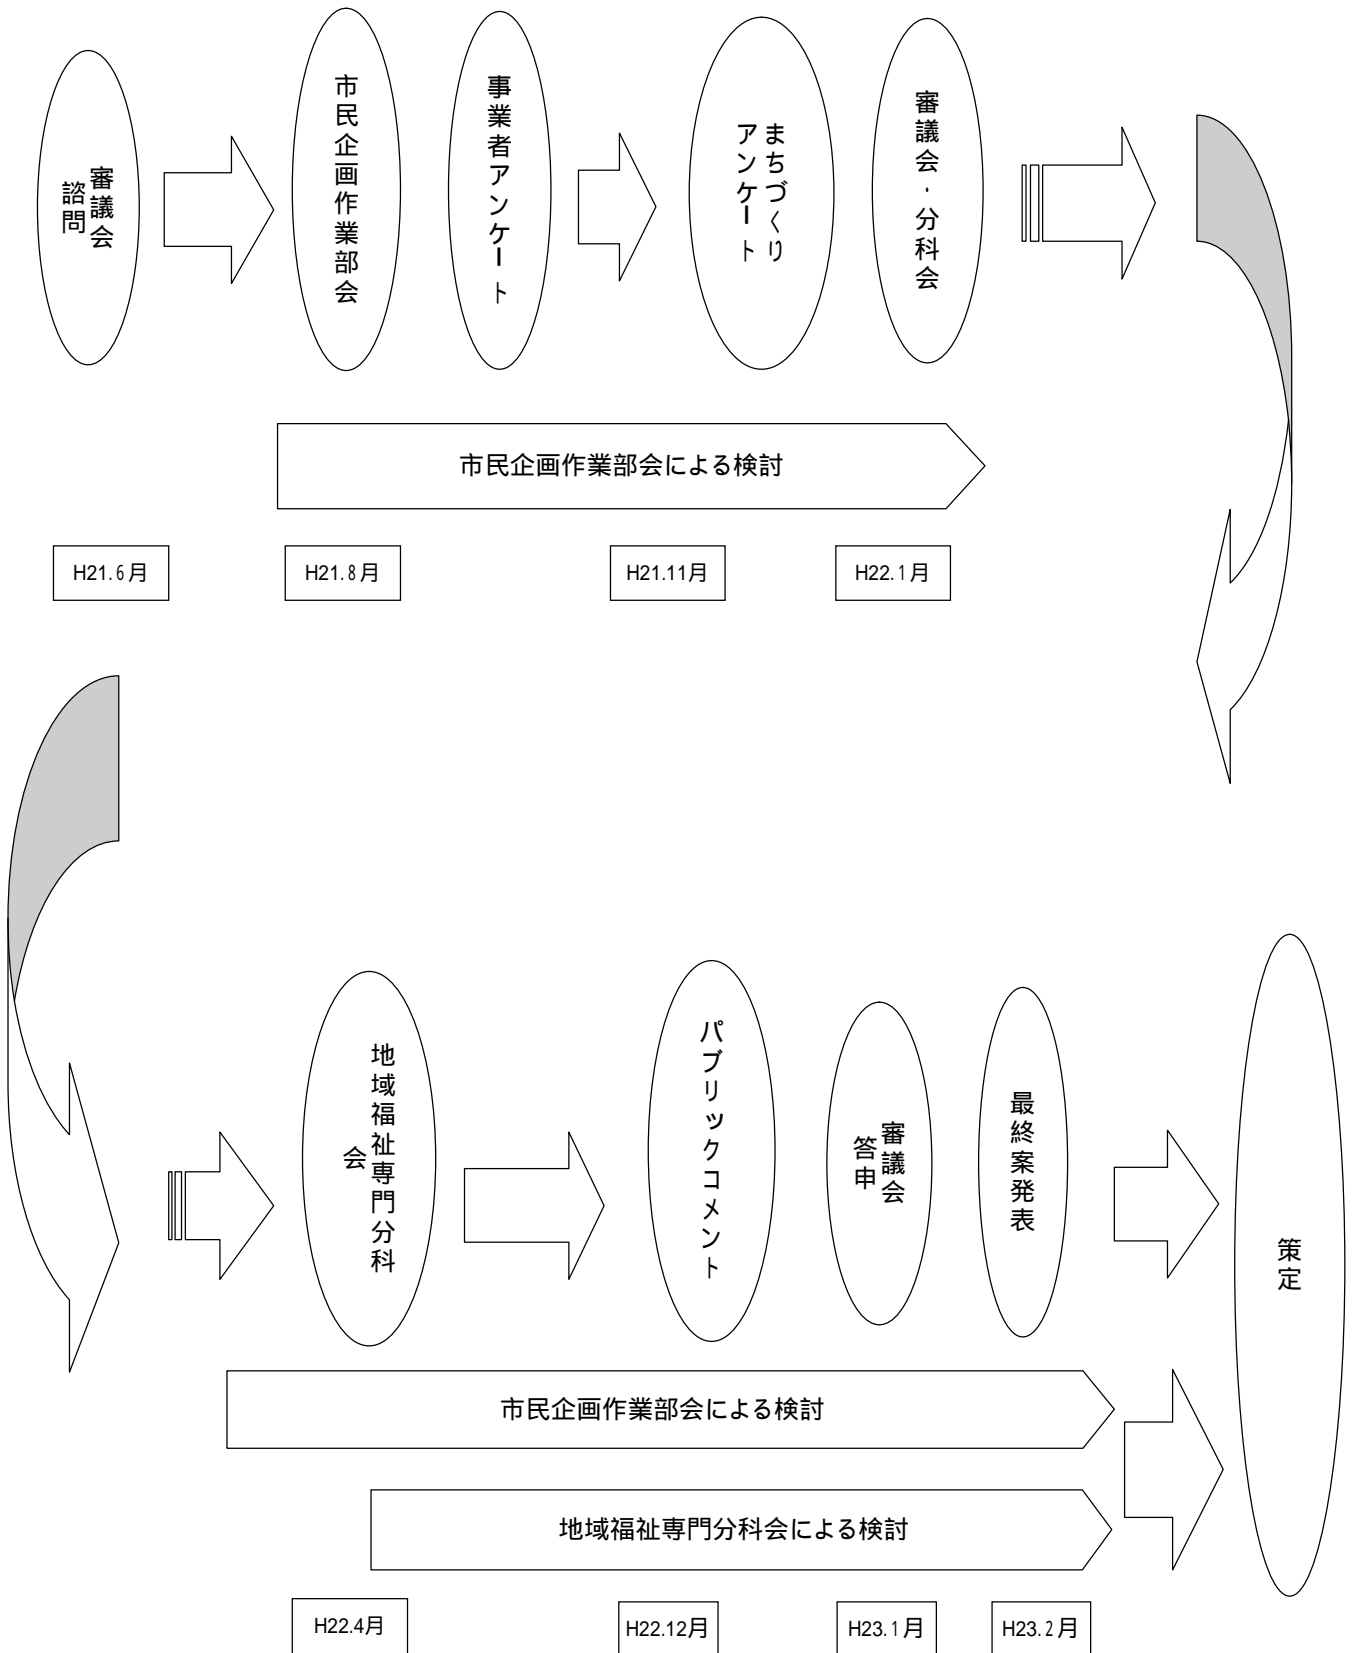 審議会
諮問
市民企画作業部会
事業者アンケート
まちづくり
アンケート
審議会・分科会
市民企画作業部会による検討
H21.6月
H21.8月
H21.11月
H22.1月
地域福祉専門分科
会
パブリックコメント
審議会
答申
最終案発表
策定
市民企画作業部会による検討
地域福祉専門分科会による検討
H22.4月
H22.12月
H23.1月
H23.2月